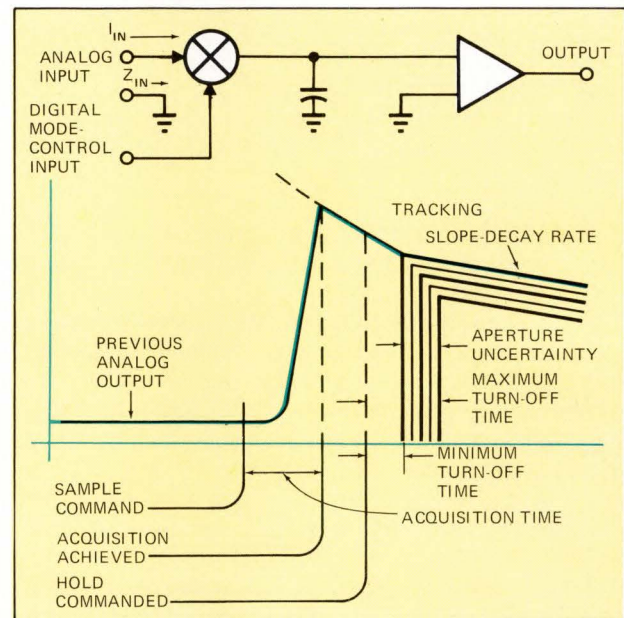 I IN
ANALOG
INPUT
Z IN
DIGITAL
MODE-
CONTROL
INPUT
OUTPUT
TRACKING
SLOPE-DECAY RATE
PREVIOUS
ANALOG
OUTPUT
APERTURE
UNCERTAINTY
MAXIMUM
TURN-OFF
TIME
MINIMUM
TURN-OFF
TIME
SAMPLE
COMMAND
ACQUISITION TIME
ACQUISITION
ACHIEVED
HOLD
COMMANDED